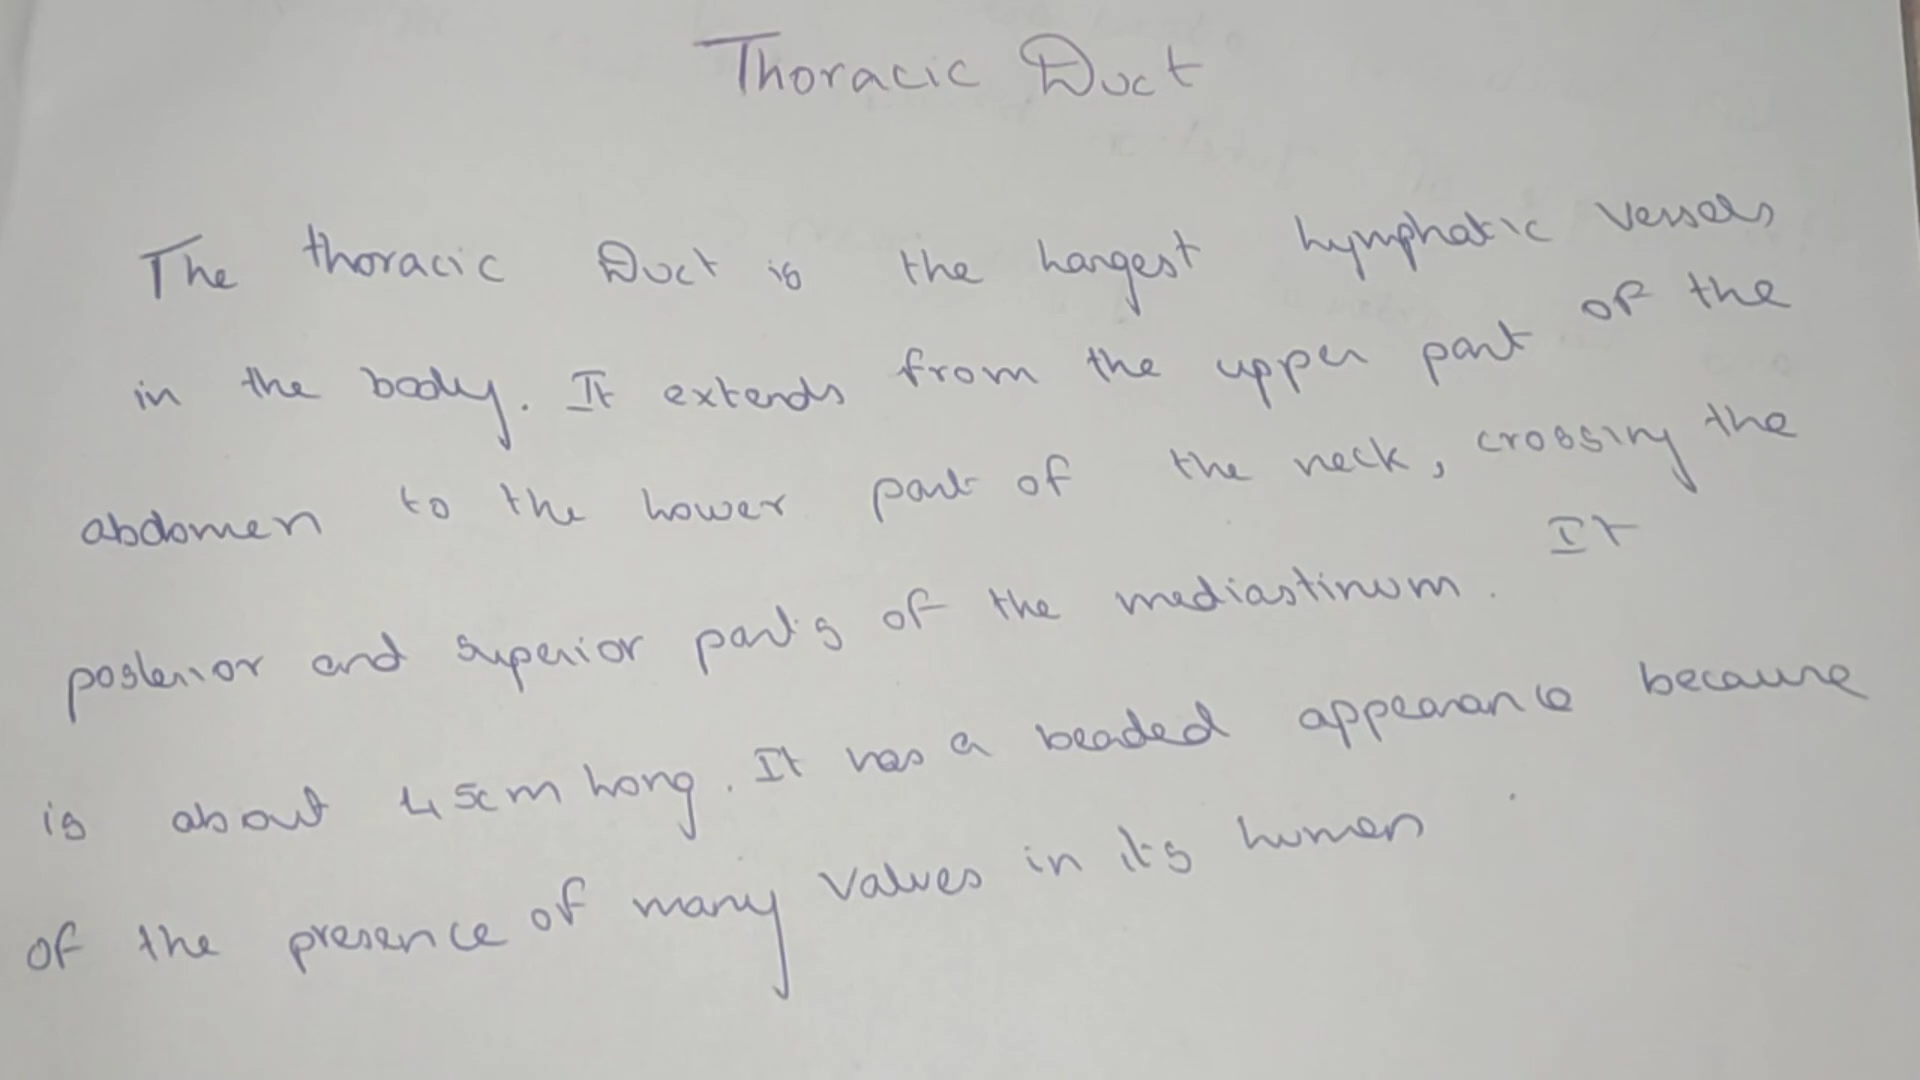 Thoracic Duct
The thoracic Duct is the largest lymphatic vessels
in the body. It extends from the upper part of the
abdomen to the lower part of the neck, crossing the
posterior and superior parts of the mediastinum. It
is about 45cm long. It has a beaded appearance because
of the presence of many valves in its lumen